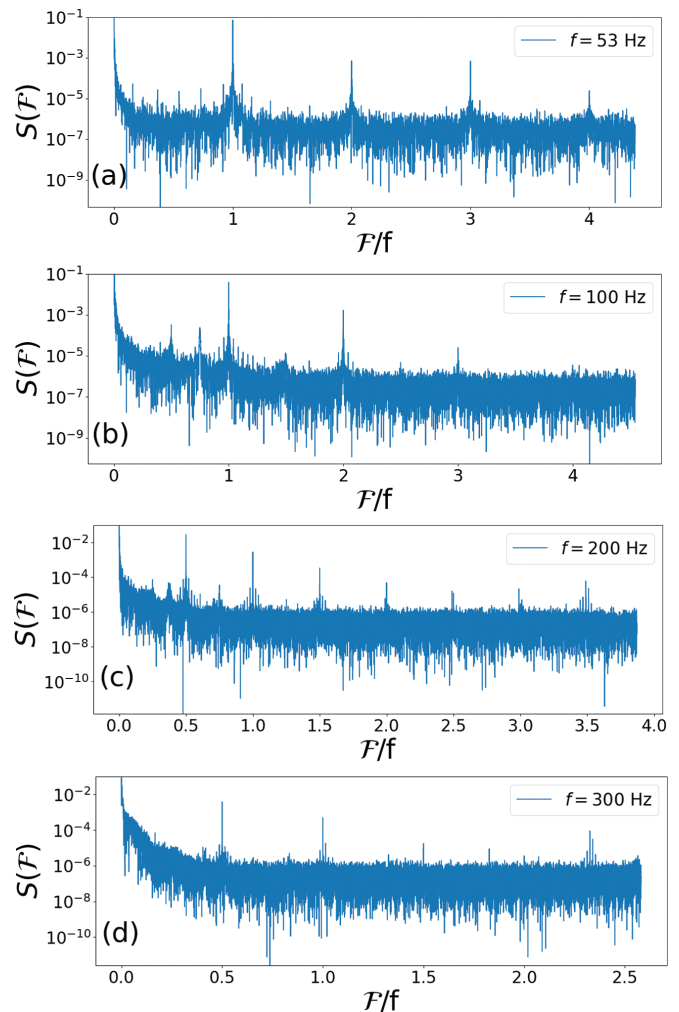 10⁻¹
f = 53 Hz
10⁻³
10⁻⁵
10⁻⁷
10⁻⁹
S(ℱ)
(a)
0 1 2 3 4
ℱ/f
10⁻¹
f = 100 Hz
10⁻³
10⁻⁵
10⁻⁷
10⁻⁹
S(ℱ)
(b)
0 1 2 3 4
ℱ/f
f = 200 Hz
10⁻²
10⁻⁴
10⁻⁶
10⁻⁸
10⁻¹⁰
S(ℱ)
(c)
0.0 0.5 1.0 1.5 2.0 2.5 3.0 3.5 4.0
ℱ/f
f = 300 Hz
10⁻²
10⁻⁴
10⁻⁶
10⁻⁸
10⁻¹⁰
S(ℱ)
(d)
0.0 0.5 1.0 1.5 2.0 2.5
ℱ/f